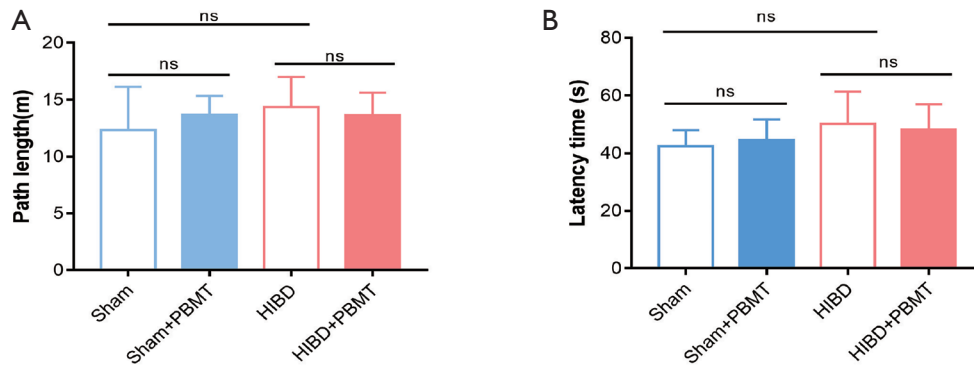 A
ns
ns
ns
Path length(m)
20
15
10
5
0
Sham
Sham+PBMT
HIBD
HIBD+PBMT
B
ns
ns
ns
Latency time (s)
80
60
40
20
0
Sham
Sham+PBMT
HIBD
HIBD+PBMT